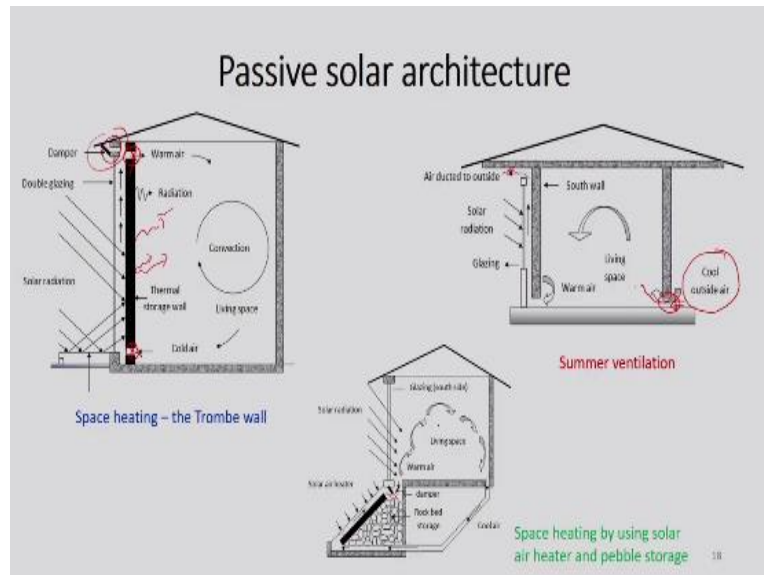 Passive solar architecture
Damper
Warm air
Double glazing
Radiation
Solar radiation
Convection
Thermal
storage wall
Living space
Cold air
Space heating – the Trombe wall
Air ducted to outside
South wall
Solar
radiation
Glazing
Living
space
Warm air
Cool
outside air
Summer ventilation
Glazing (south side)
Solar radiation
Living space
Warm air
Solar air heater
damper
Rock bed
storage
Cool air
Space heating by using solar
air heater and pebble storage
18